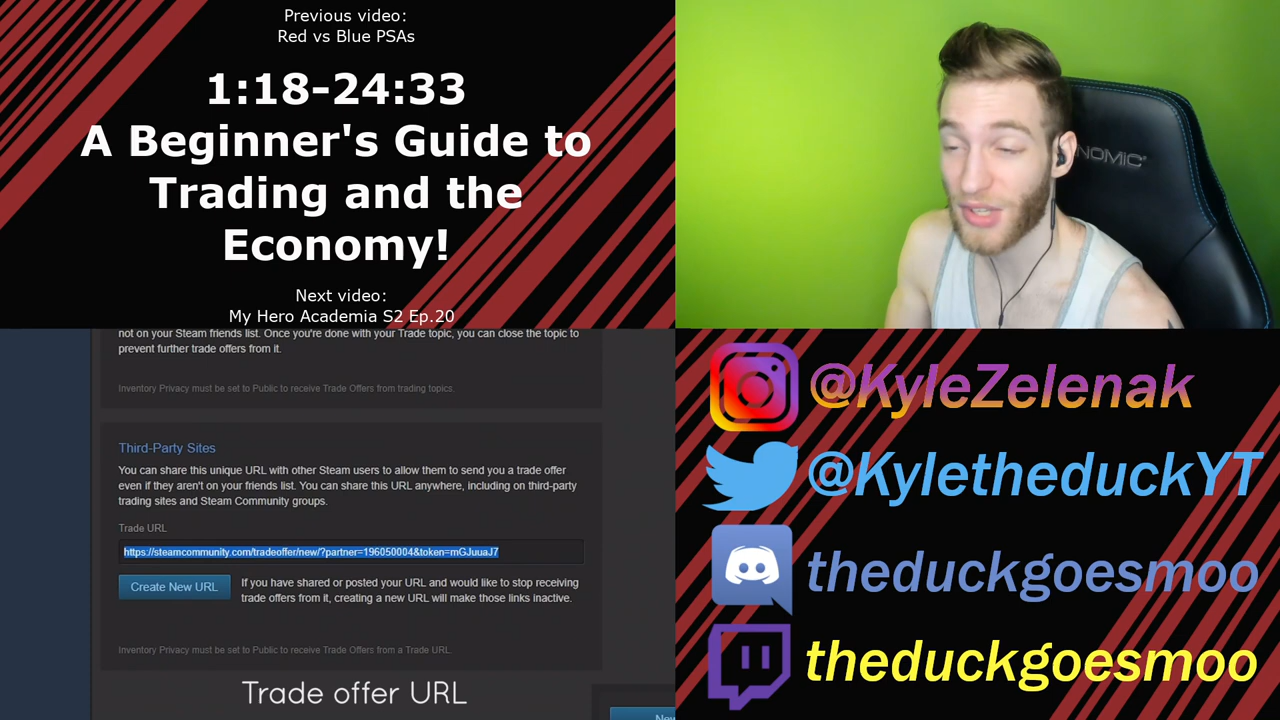 Previous video:
Red vs Blue PSAs
1:18-24:33
A Beginner's Guide to
Trading and the
Economy!
Next video:
My Hero Academia S2 Ep.20
NOMIC
not on your Steam friends list. Once you're done with your Trade topic, you can close the topic to
prevent further trade offers from it.
Inventory Privacy must be set to Public to receive Trade Offers from trading topics.
Third-Party Sites
You can share this unique URL with other Steam users to allow them to send you a trade offer
even if they aren't on your friends list. You can share this URL anywhere, including on third-party
trading sites and Steam Community groups.
Trade URL
https://steamcommunity.com/tradeoffer/new/?partner=196050004&token=mGJuuaJ7
Create New URL
If you have shared or posted your URL and would like to stop receiving
trade offers from it, creating a new URL will make those links inactive.
Inventory Privacy must be set to Public to receive Trade Offers from a Trade URL.
Trade offer URL
New
@KyleZelenak
@KyletheduckYT
theduckgoesmoo
theduckgoesmoo